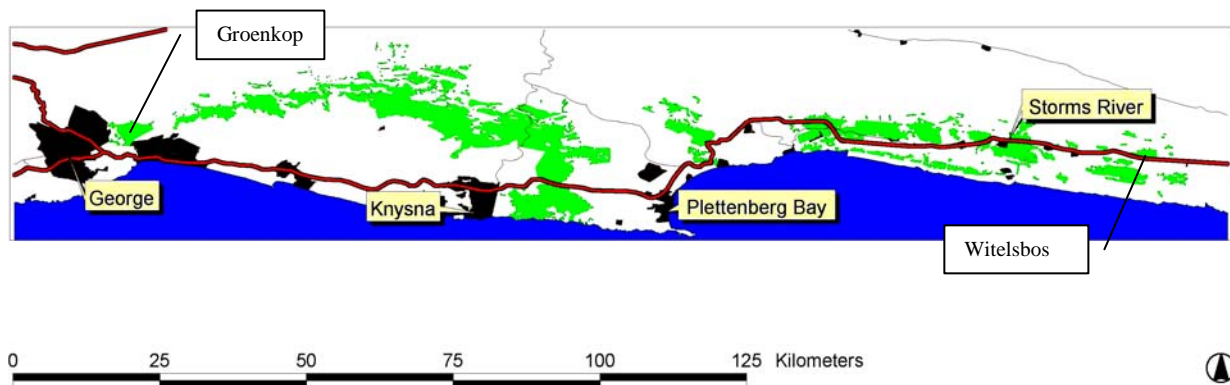 Groenkop
Storms River
George
Knysna
Plettenberg Bay
Witelsbos
0 25 50 75 100 125 Kilometers